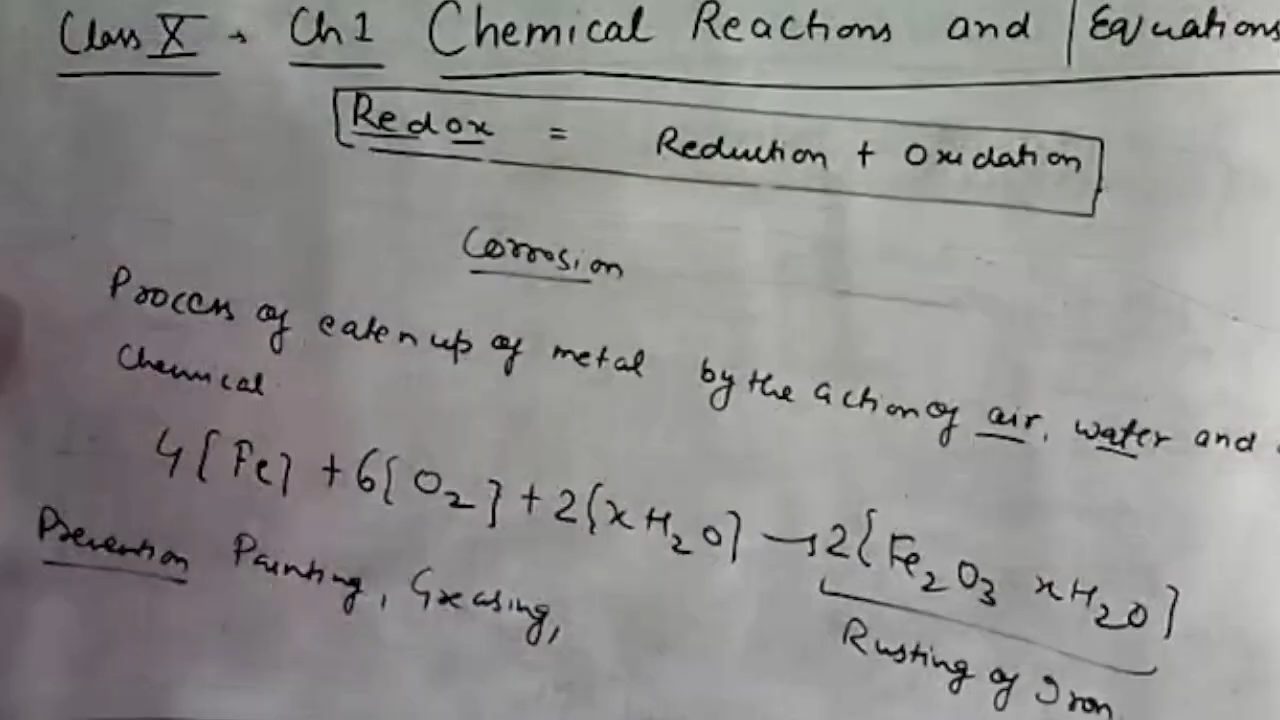 Class X → Ch 1 Chemical Reactions and Equations
Redox = Reduction + Oxidation
Corrosion
Process of eaten up of metal by the action of air, water and
Chemical
4[Fe] + 6[O2] + 2[xH2O] → 2[Fe2O3 xH2O]
Prevention Painting, Greasing,
Rusting of Iron